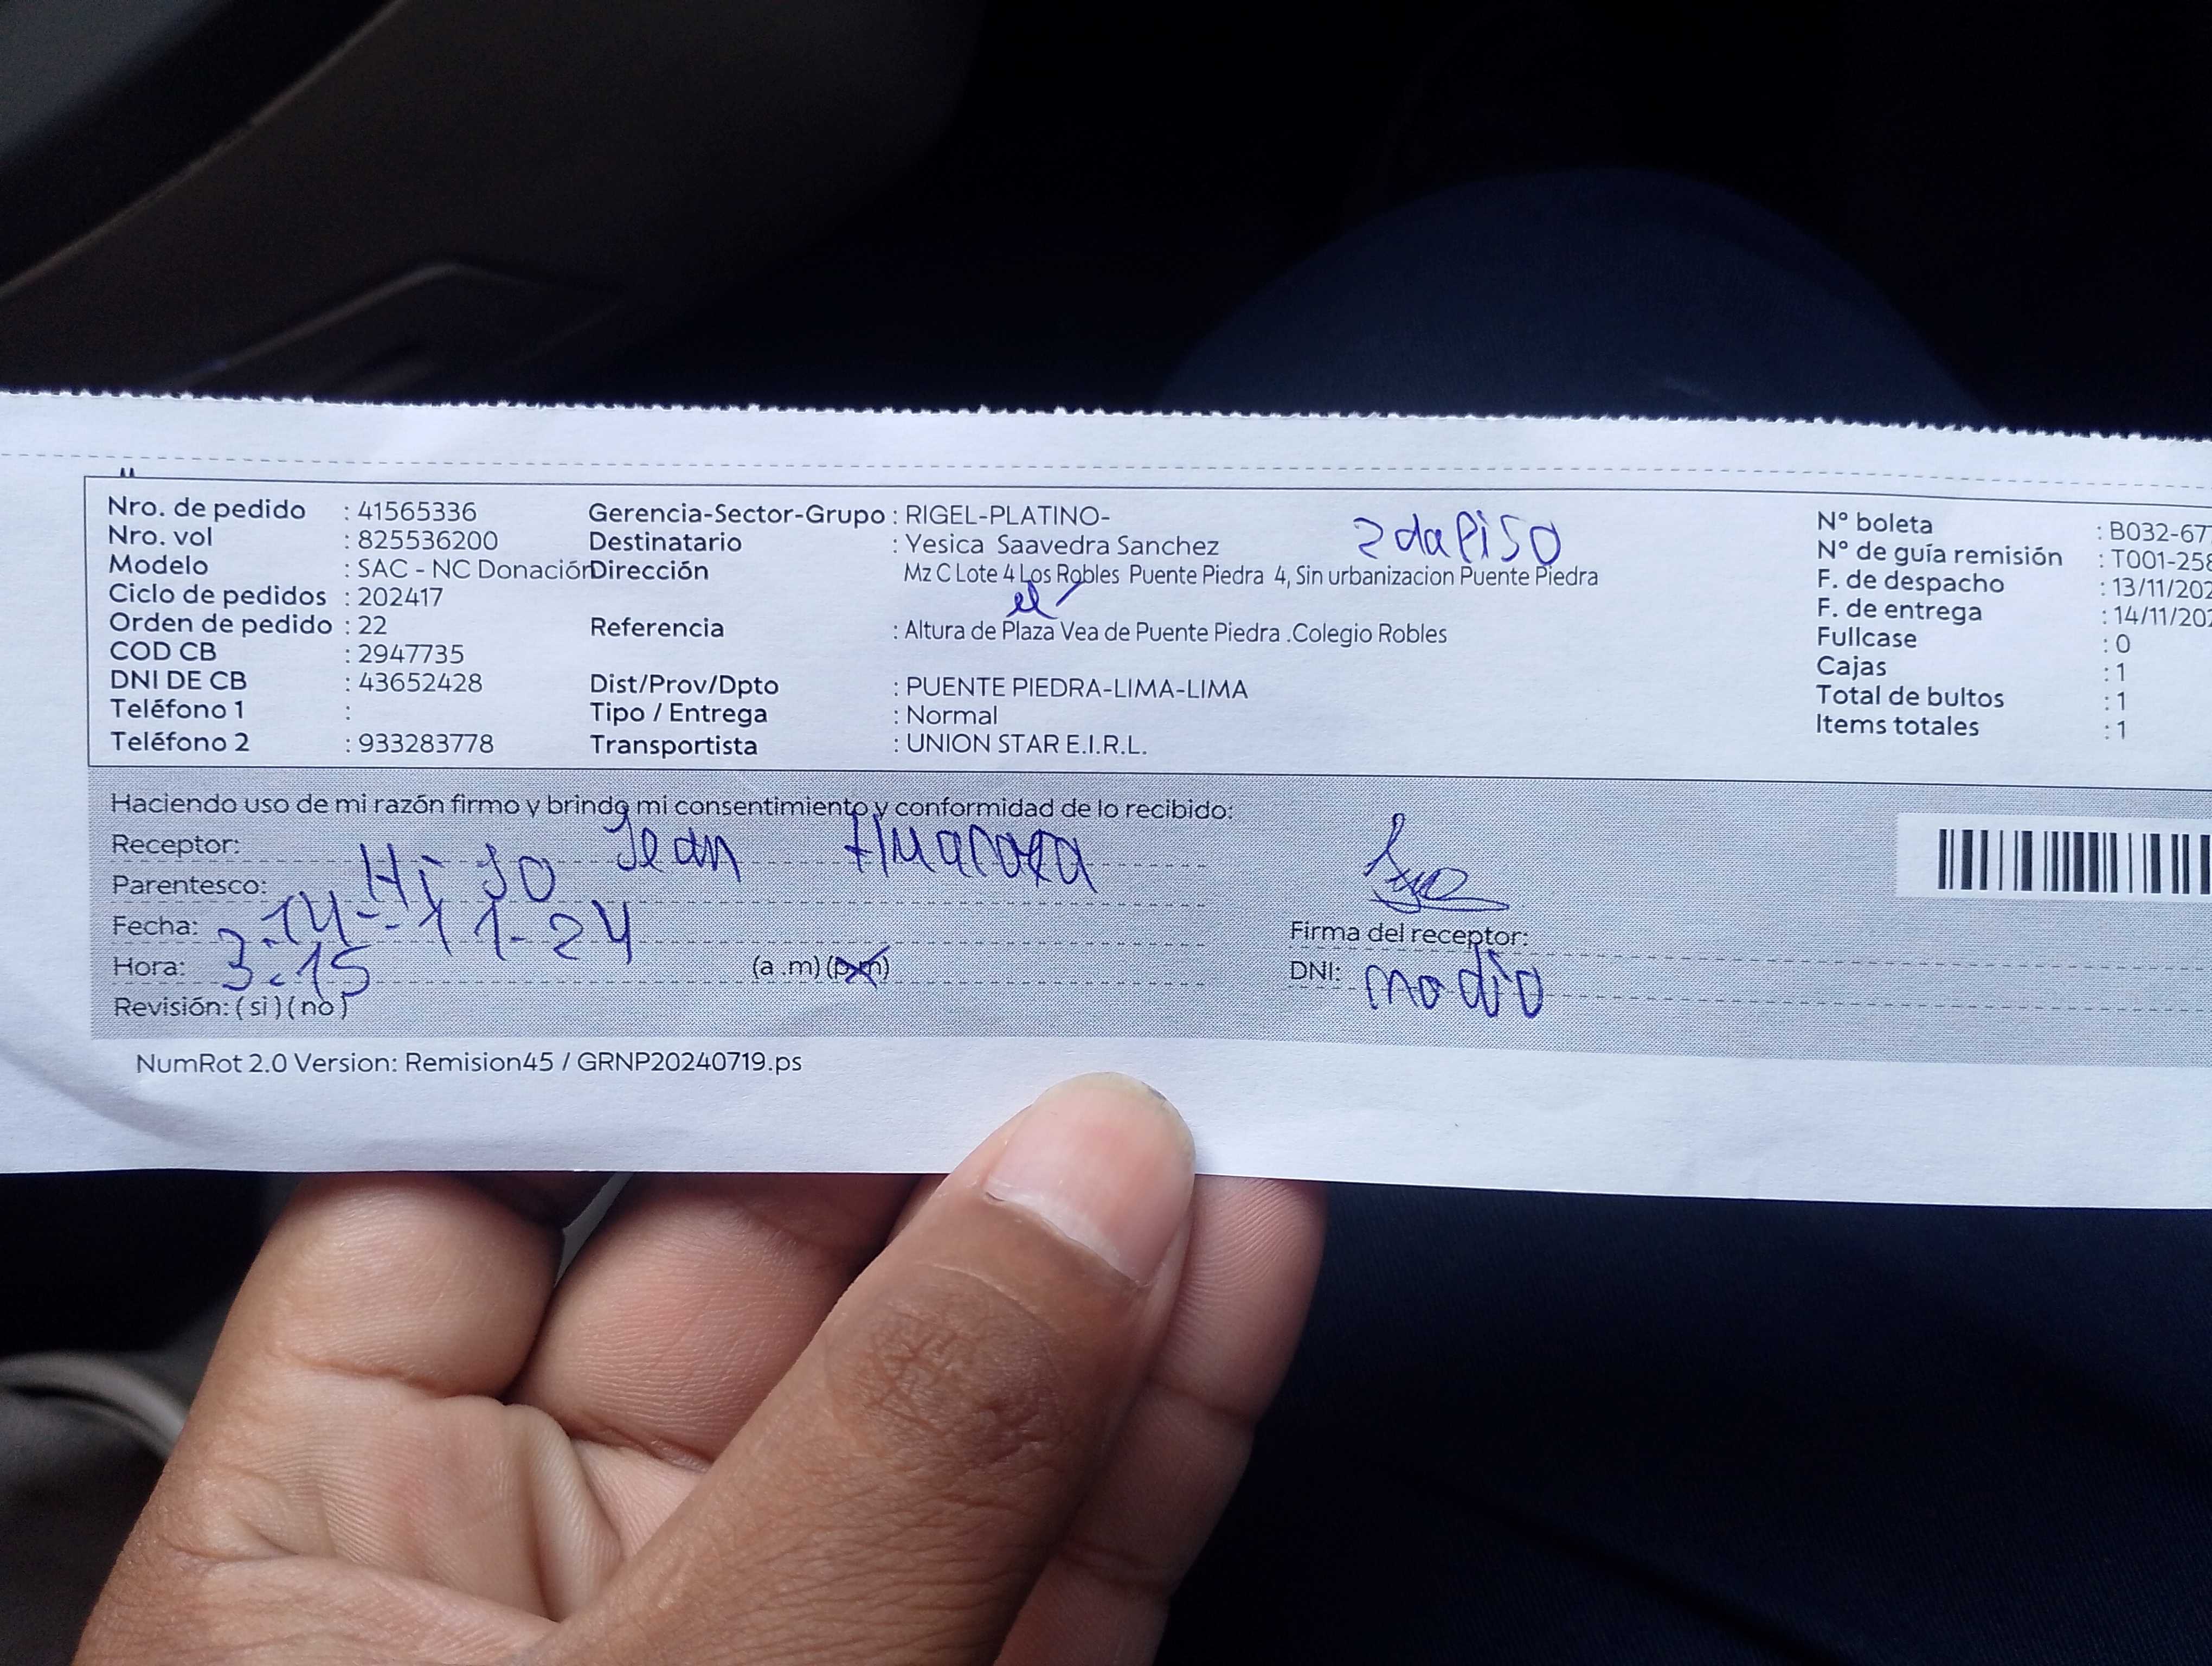 Nro. de pedido : 41565336 Gerencia-Sector-Grupo : RIGEL-PLATINO- 2 da PiSO Nº boleta : B032-67
Nro. vol : 825536200 Destinatario : Yesica Saavedra Sanchez Nº de guía remisión : T001-258
Modelo : SAC - NC Donación Dirección Mz C Lote 4 Los Robles Puente Piedra 4, Sin urbanizacion Puente Piedra F. de despacho : 13/11/202
el
Ciclo de pedidos : 202417 F. de entrega : 14/11/202
Orden de pedido : 22 Referencia : Altura de Plaza Vea de Puente Piedra .Colegio Robles Fullcase : 0
COD CB : 2947735 Cajas : 1
DNI DE CB : 43652428 Dist/Prov/Dpto : PUENTE PIEDRA-LIMA-LIMA Total de bultos : 1
Teléfono 1 : Tipo / Entrega : Normal Items totales : 1
Teléfono 2 : 933283778 Transportista : UNION STAR E.I.R.L.
Haciendo uso de mi razón firmo y brindo mi consentimiento y conformidad de lo recibido:
Receptor: Jean
Parentesco: HiJO
Fecha: 14-11-24 Firma del receptor:
Hora: 3:15 (a .m) (p.m) DNI: no dio
Revisión: ( si ) ( no )
NumRot 2.0 Version: Remision45 / GRNP20240719.ps